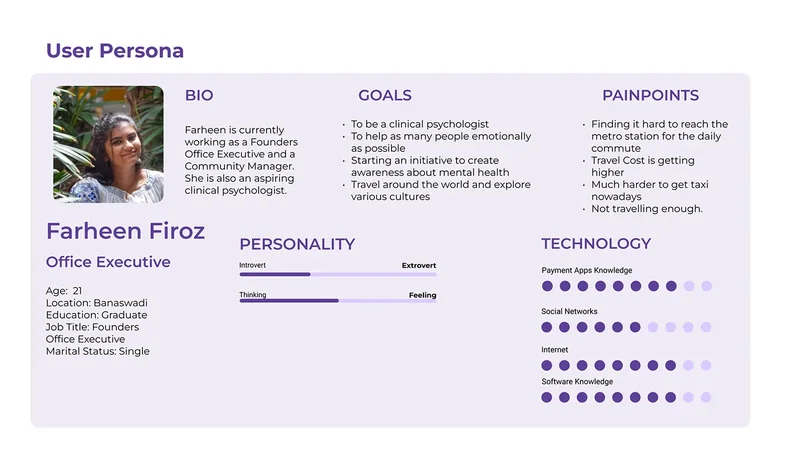 User Persona
BIO
Farheen is currently
working as a Founders
Office Executive and a
Community Manager.
She is also an aspiring
clinical psychologist.
GOALS
• To be a clinical psychologist
• To help as many people emotionally
as possible
• Starting an initiative to create
awareness about mental health
• Travel around the world and explore
various cultures
PAINPOINTS
• Finding it hard to reach the
metro station for the daily
commute
• Travel Cost is getting
higher
• Much harder to get taxi
nowadays
• Not travelling enough.
Farheen Firoz
Office Executive
Age: 21
Location: Banaswadi
Education: Graduate
Job Title: Founders
Office Executive
Marital Status: Single
PERSONALITY
Introvert Extrovert
Thinking Feeling
TECHNOLOGY
Payment Apps Knowledge
Social Networks
Internet
Software Knowledge